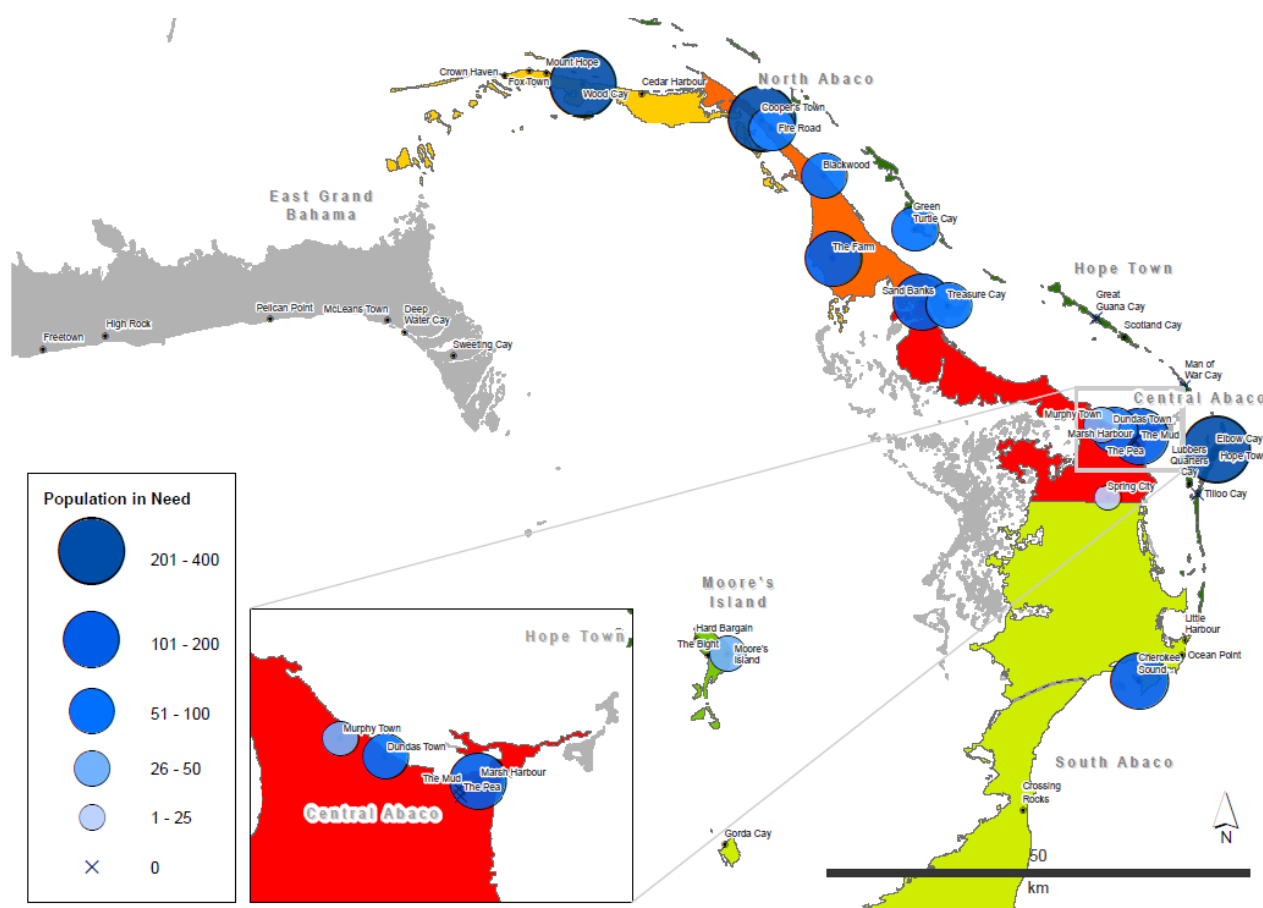 Crown Haven
Mount Hope
Fox Town
Wood Cay
Cedar Harbour
North Abaco
Cooper's Town
Fire Road
Blackwood
Green
Turtle Cay
East Grand
Bahama
The Farm
Sand Banks
Treasure Cay
Hope Town
Great
Guana Cay
Scotland Cay
Pelican Point
McLeans Town
Deep
Water Cay
High Rock
Freetown
Sweeting Cay
Man of
War Cay
Central Abaco
Murphy Town
Dundas Town
Marsh Harbour
The Mud
The Pea
Elbow Cay
Hope Town
Lubbers
Quarters
Cay
Tilloo Cay
Spring City
Population in Need
201 - 400
101 - 200
51 - 100
26 - 50
1 - 25
0
Moore's
Island
Hard Bargain
The Bight
Moore's
Island
Little
Harbour
Ocean Point
Cherokee
Sound
Hope Town
Murphy Town
Dundas Town
The Mud
Marsh Harbour
The Pea
Central Abaco
South Abaco
Crossing
Rocks
Gorda Cay
N
50
km